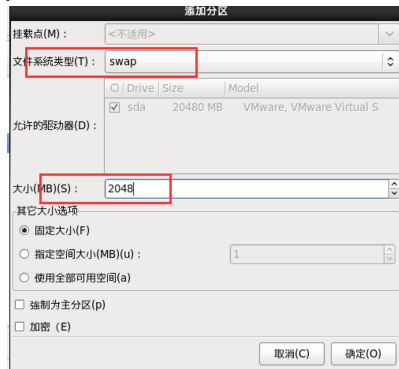 添加分区
挂载点(M)： <不适用>
文件系统类型(T)： swap
Drive Size Model
sda 20480 MB VMware, VMware Virtual S
允许的驱动器(D)：
大小(MB)(S)： 2048
其它大小选项
固定大小(F)
指定空间大小(MB)(u)： 1
使用全部可用空间(a)
强制为主分区(p)
加密（E)
取消(C) 确定(O)